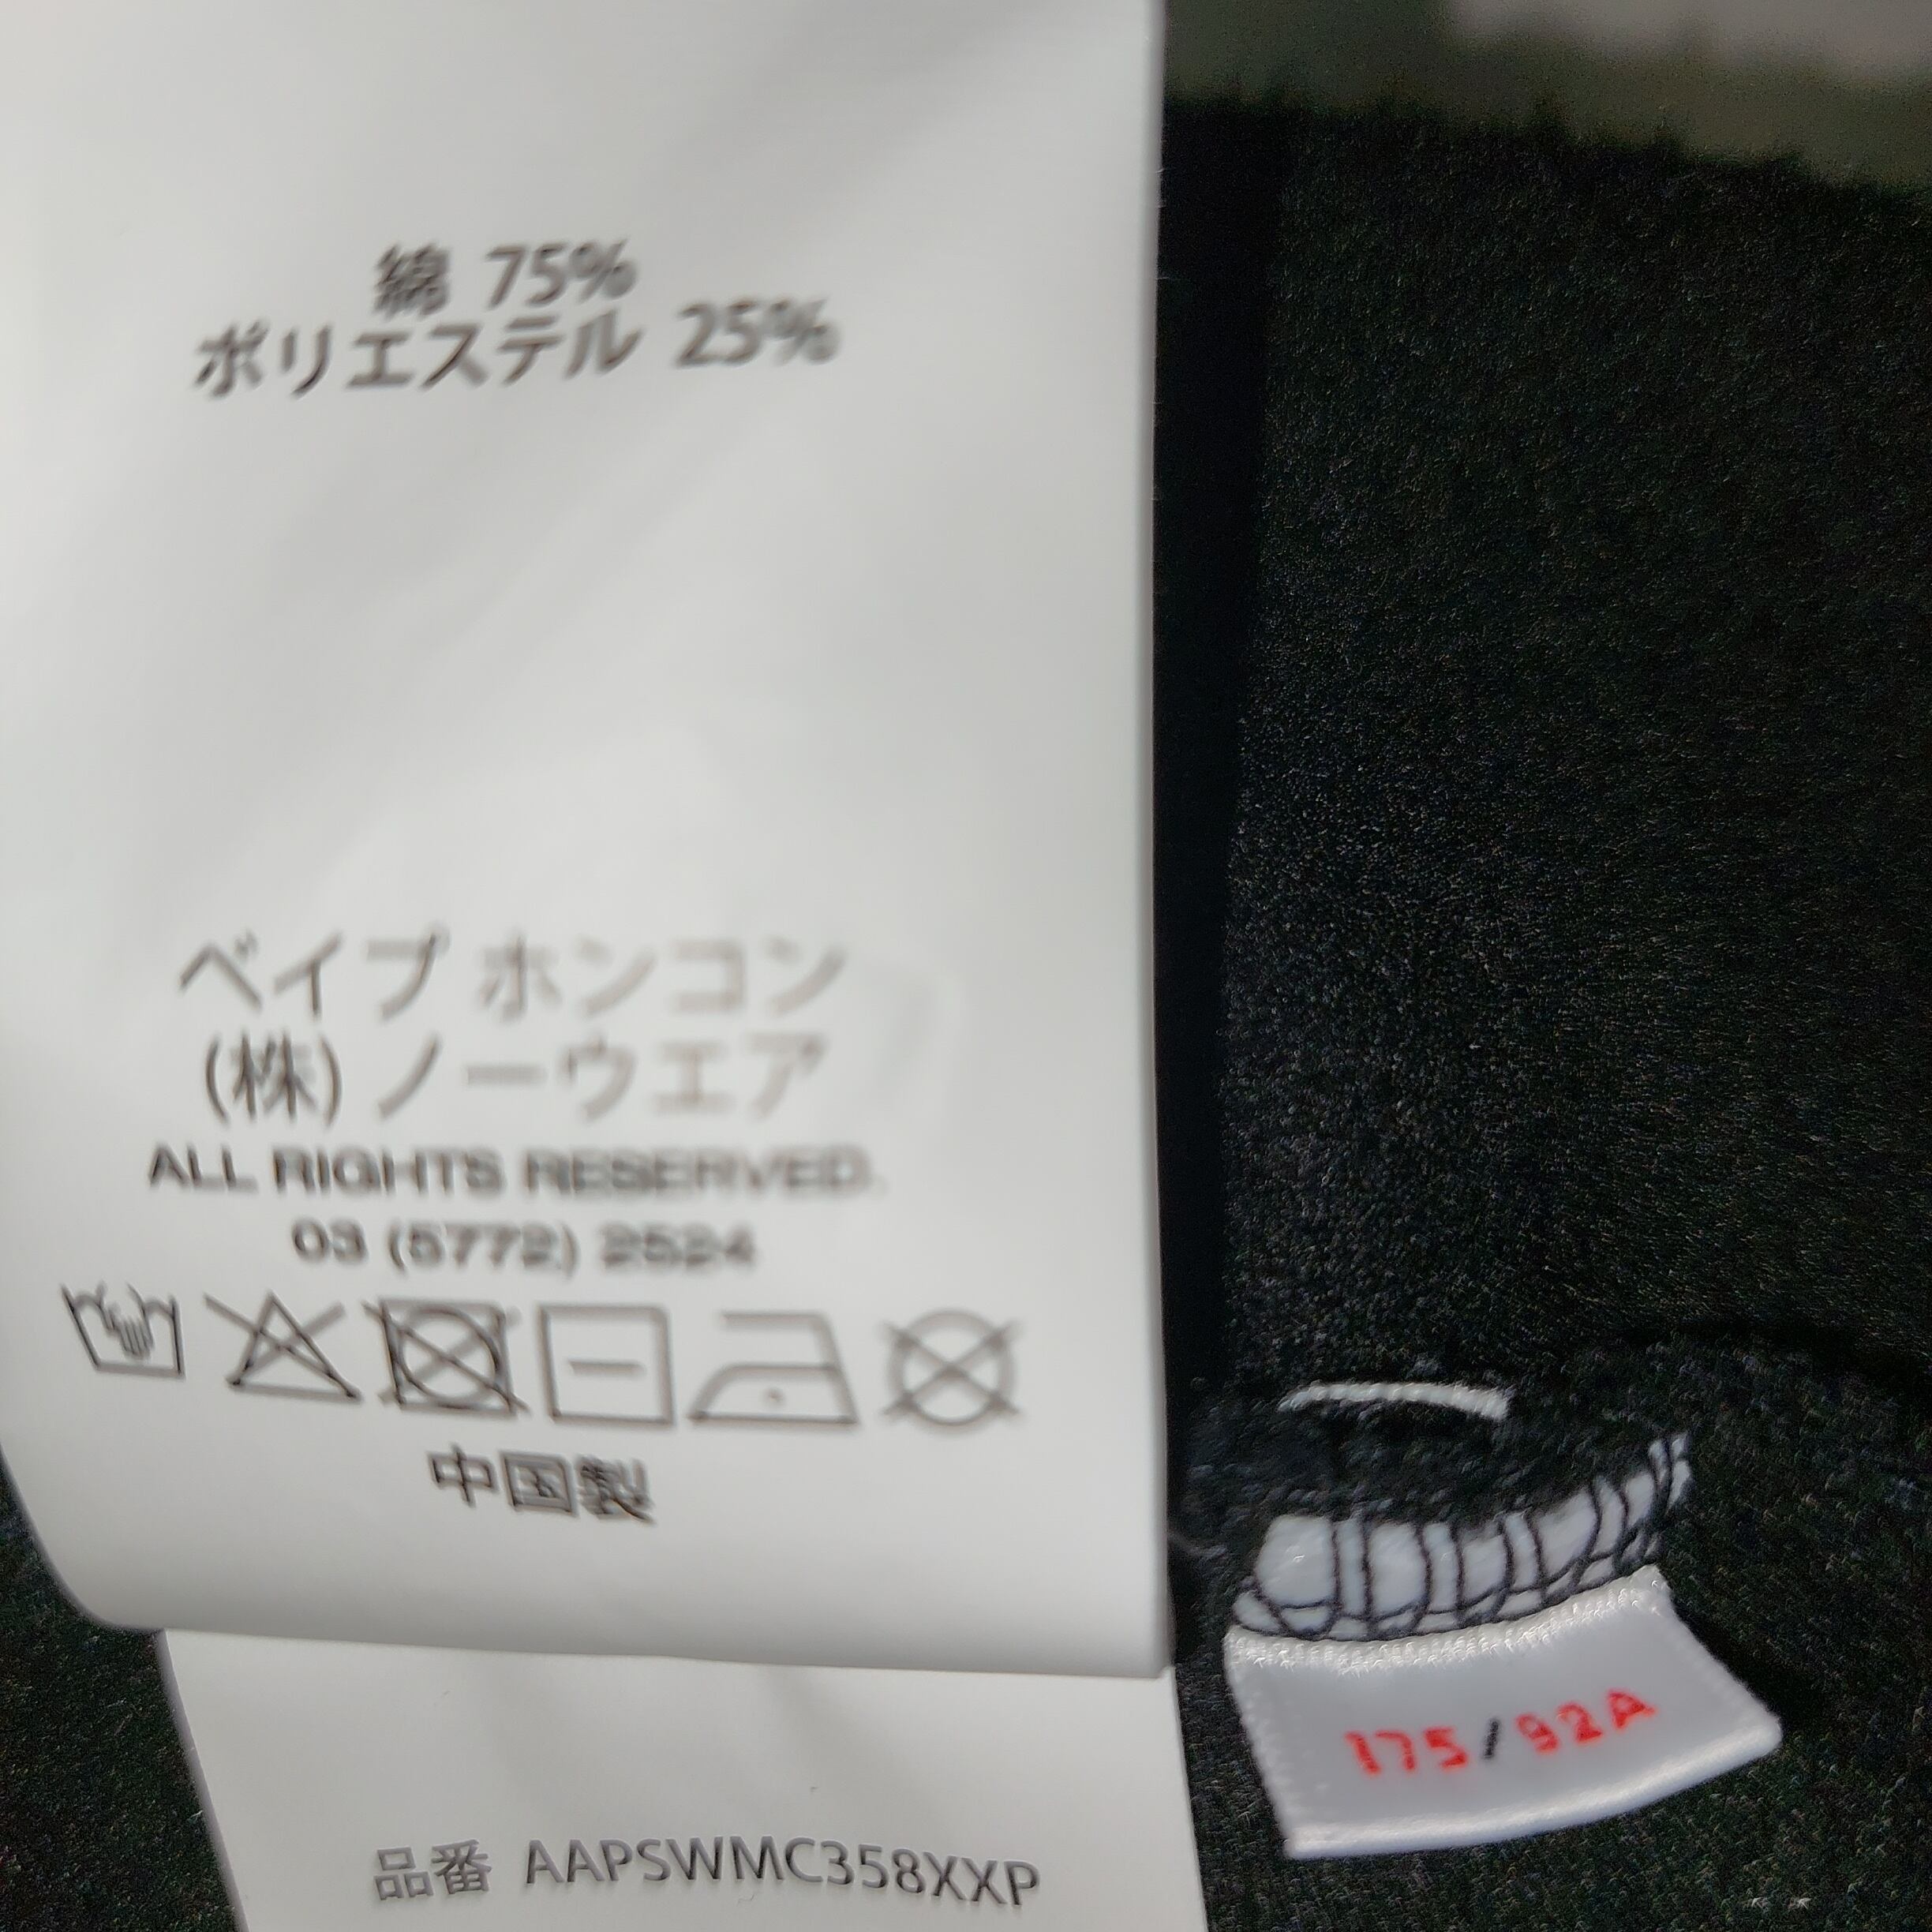 綿 75%
ポリエステル 25%
ベイプ ホンコン
(株)ノーウエア
ALL RIGHTS RESERVED.
03 (5772) 2524
中国製
175/92A
品番 AAPSWMC358XXP